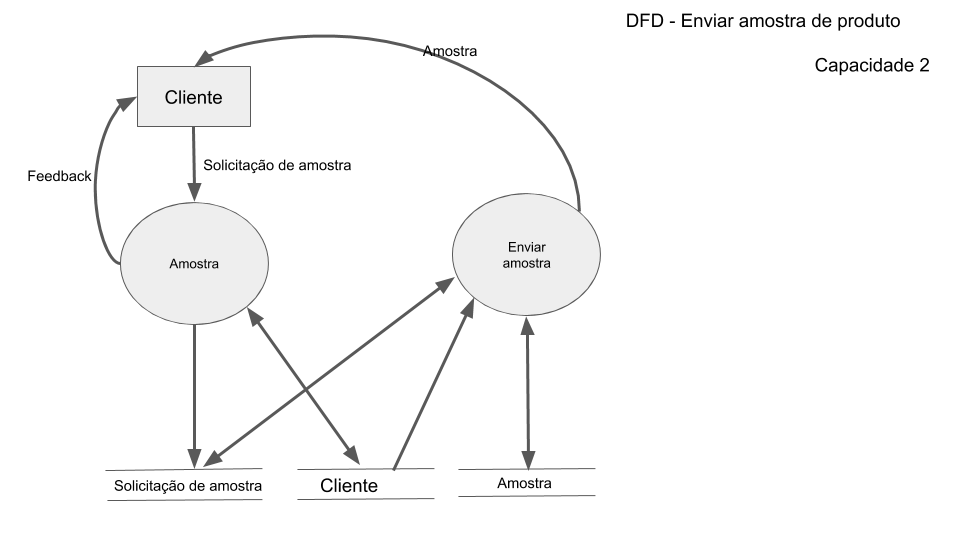 DFD - Enviar amostra de produto
Capacidade 2
Amostra
Cliente
Solicitação de amostra
Feedback
Amostra
Enviar
amostra
Solicitação de amostra
Cliente
Amostra